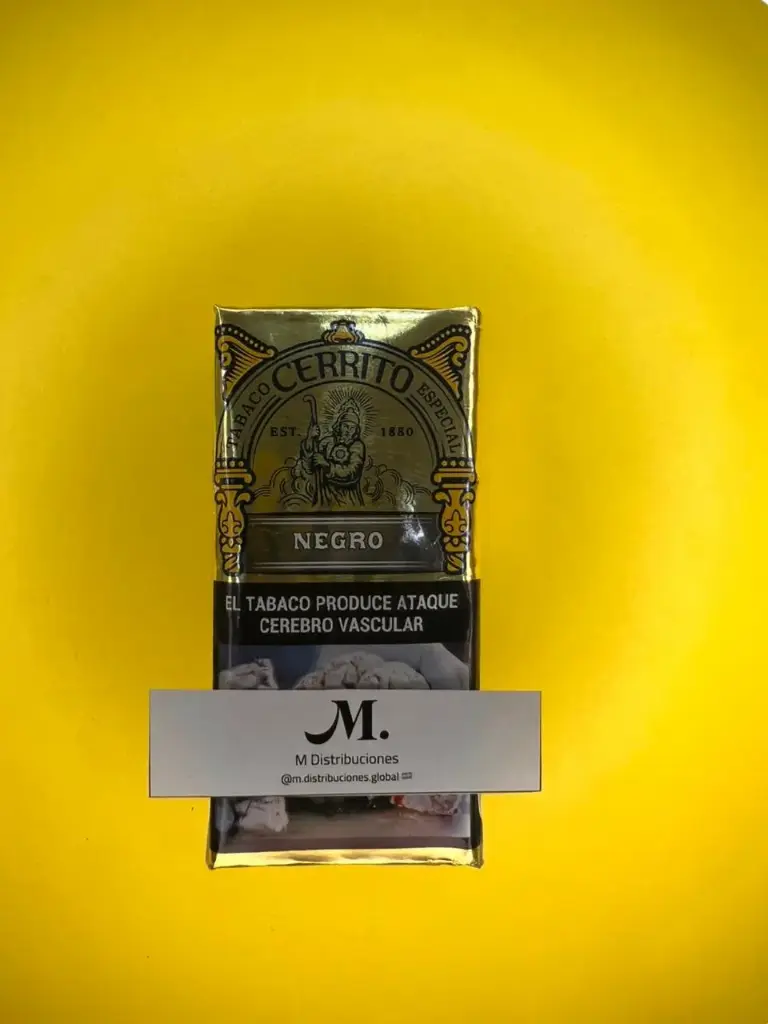 CERRITO
TABACO ESPECIAL
EST. 1880
NEGRO
EL TABACO PRODUCE ATAQUE
CEREBRO VASCULAR
M.
M Distribuciones
@m.distribuciones.global